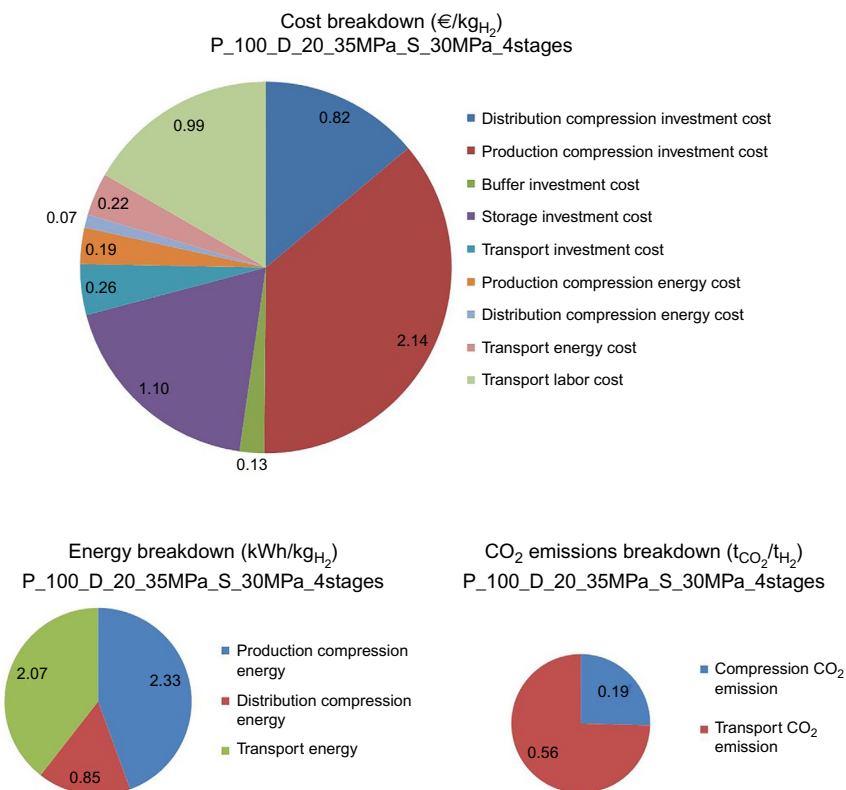 Cost breakdown (€/kg_H₂)
P_100_D_20_35MPa_S_30MPa_4stages
0.82
2.14
0.13
1.10
0.26
0.19
0.07
0.22
0.99
Distribution compression investment cost
Production compression investment cost
Buffer investment cost
Storage investment cost
Transport investment cost
Production compression energy cost
Distribution compression energy cost
Transport energy cost
Transport labor cost
Energy breakdown (kWh/kg_H₂)
P_100_D_20_35MPa_S_30MPa_4stages
2.33
0.85
2.07
Production compression
energy
Distribution compression
energy
Transport energy
CO₂ emissions breakdown (t_CO₂/t_H₂)
P_100_D_20_35MPa_S_30MPa_4stages
0.19
0.56
Compression CO₂
emission
Transport CO₂
emission